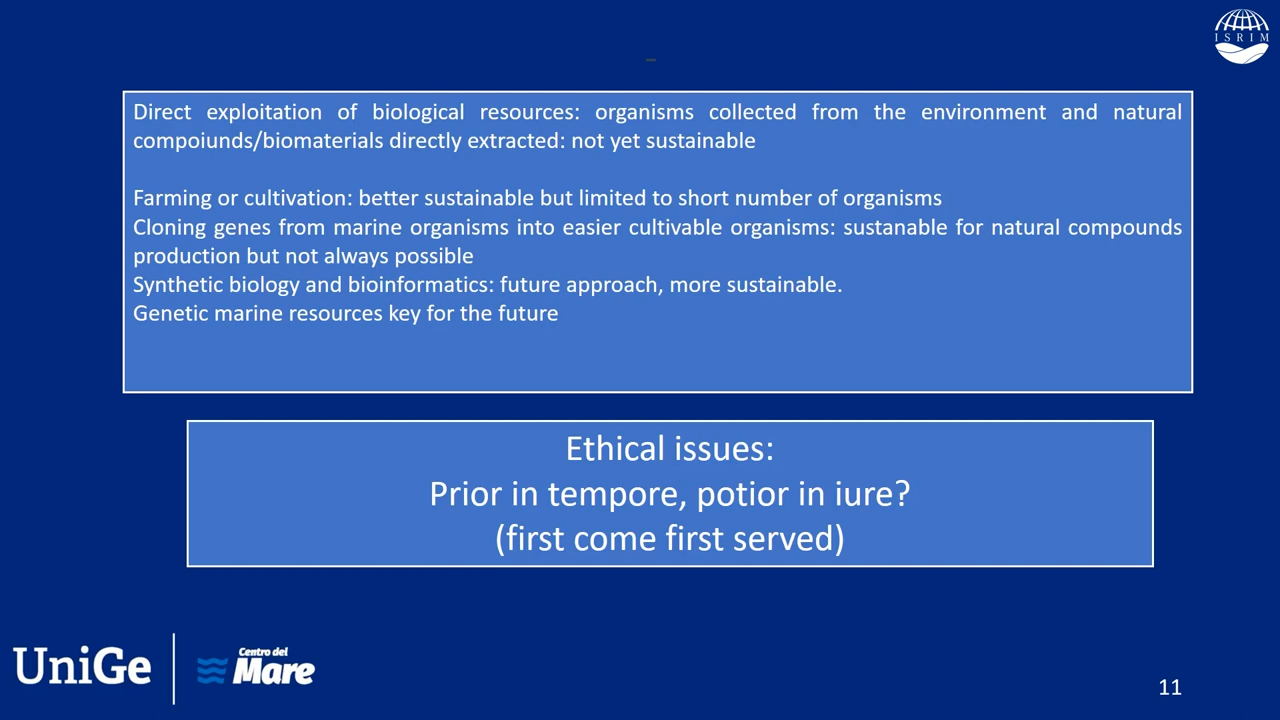 ISRIM
-
Direct exploitation of biological resources: organisms collected from the environment and natural
compoiunds/biomaterials directly extracted: not yet sustainable
Farming or cultivation: better sustainable but limited to short number of organisms
Cloning genes from marine organisms into easier cultivable organisms: sustanable for natural compounds
production but not always possible
Synthetic biology and bioinformatics: future approach, more sustainable.
Genetic marine resources key for the future
Ethical issues:
Prior in tempore, potior in iure?
(first come first served)
UniGe
Centro del
Mare
11